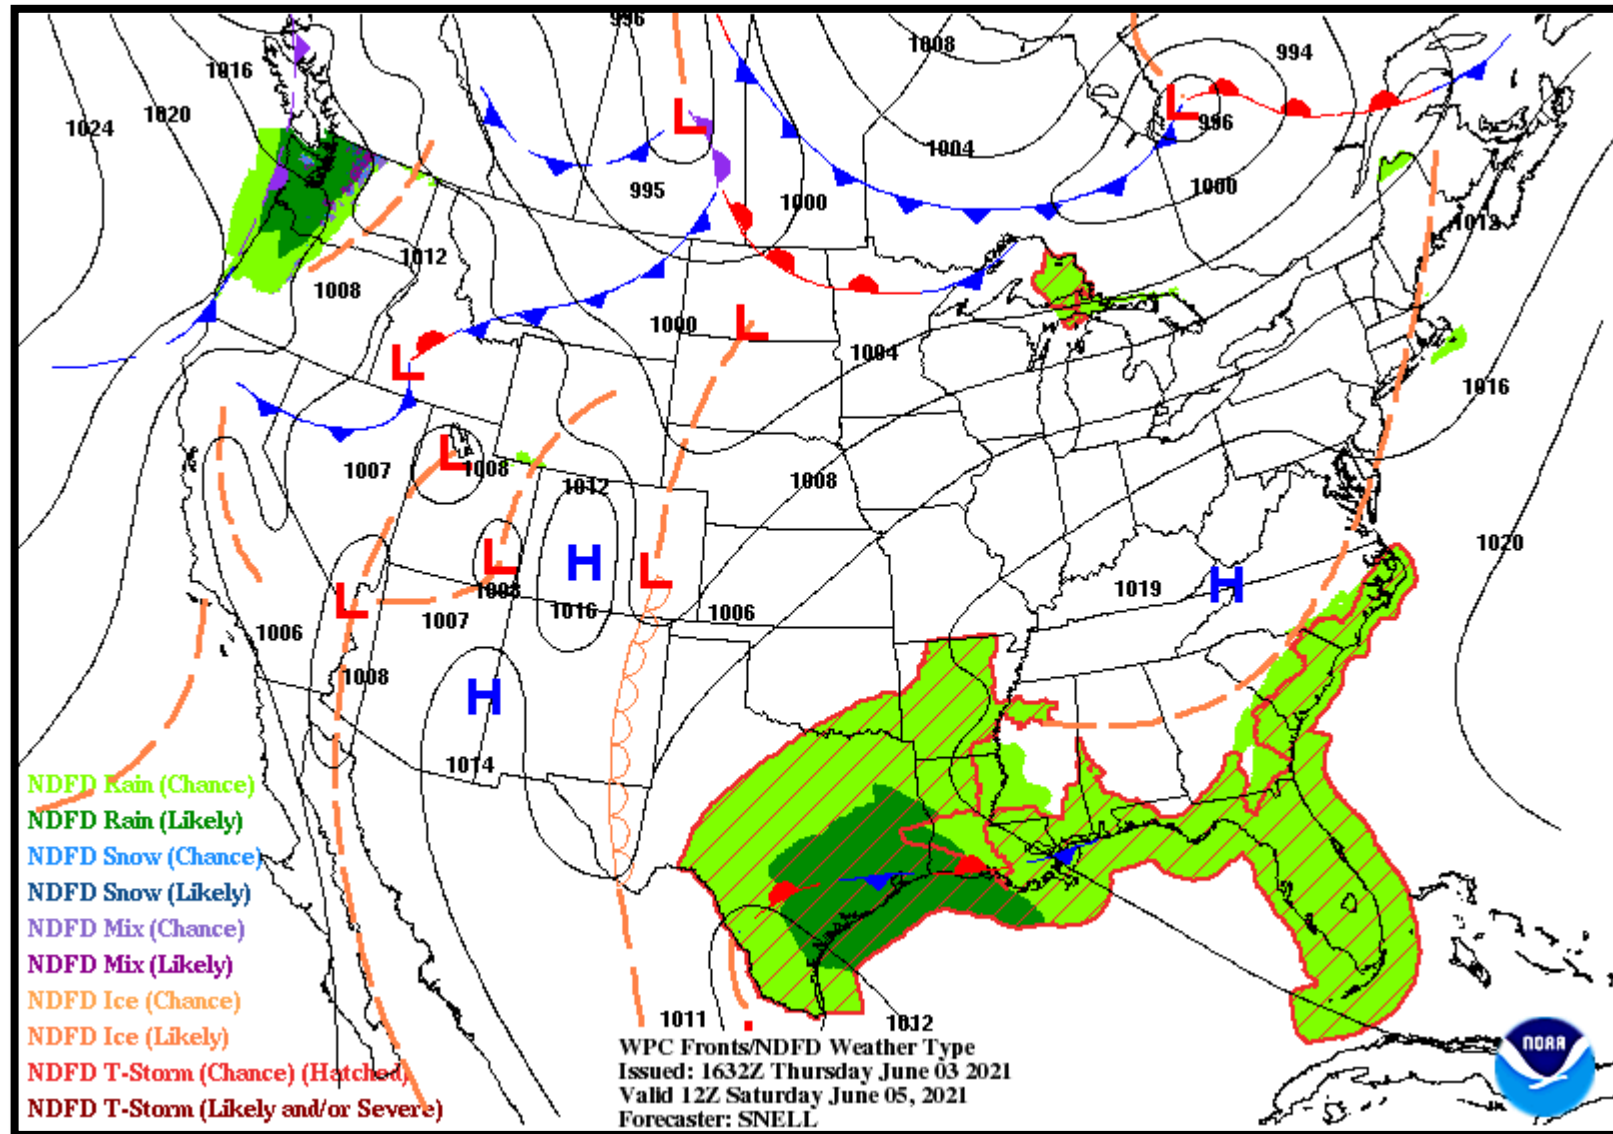 996
1008
994
1016
1024
1020
996
1004
995
1000
1000
1012
1012
1008
1000
1004
1016
1007
1008
1012
1008
1020
1008
1016
1019
1006
1006
1007
1008
1014
H
H
H
L
L
L
L
L
L
L
L
NDFD Rain (Chance)
NDFD Rain (Likely)
NDFD Snow (Chance)
NDFD Snow (Likely)
NDFD Mix (Chance)
NDFD Mix (Likely)
NDFD Ice (Chance)
NDFD Ice (Likely)
NDFD T-Storm (Chance) (Hatched)
NDFD T-Storm (Likely and/or Severe)
1011
1012
WPC Fronts/NDFD Weather Type
Issued: 1632Z Thursday June 03 2021
Valid 12Z Saturday June 05, 2021
Forecaster: SNELL
NOAA